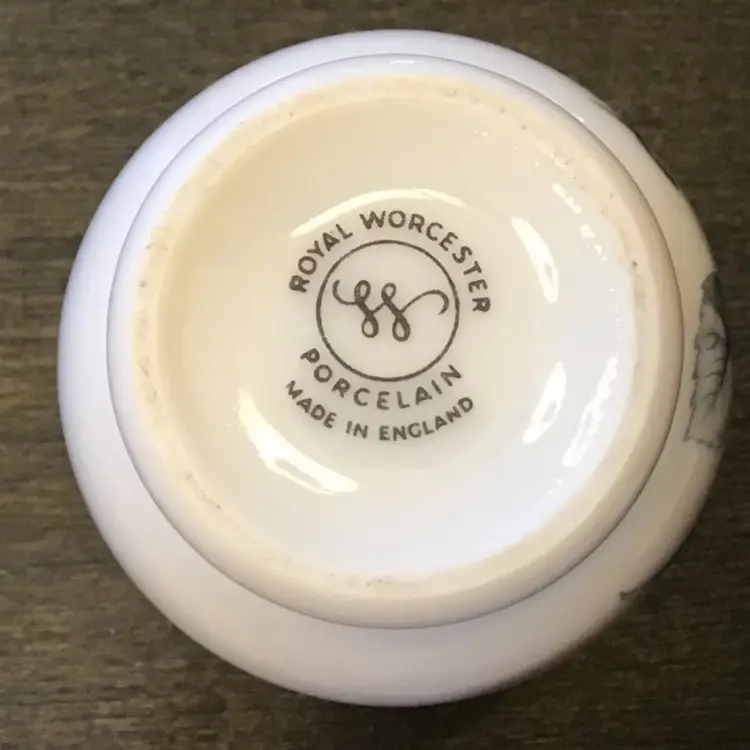 ROYAL WORCESTER
PORCELAIN
MADE IN ENGLAND